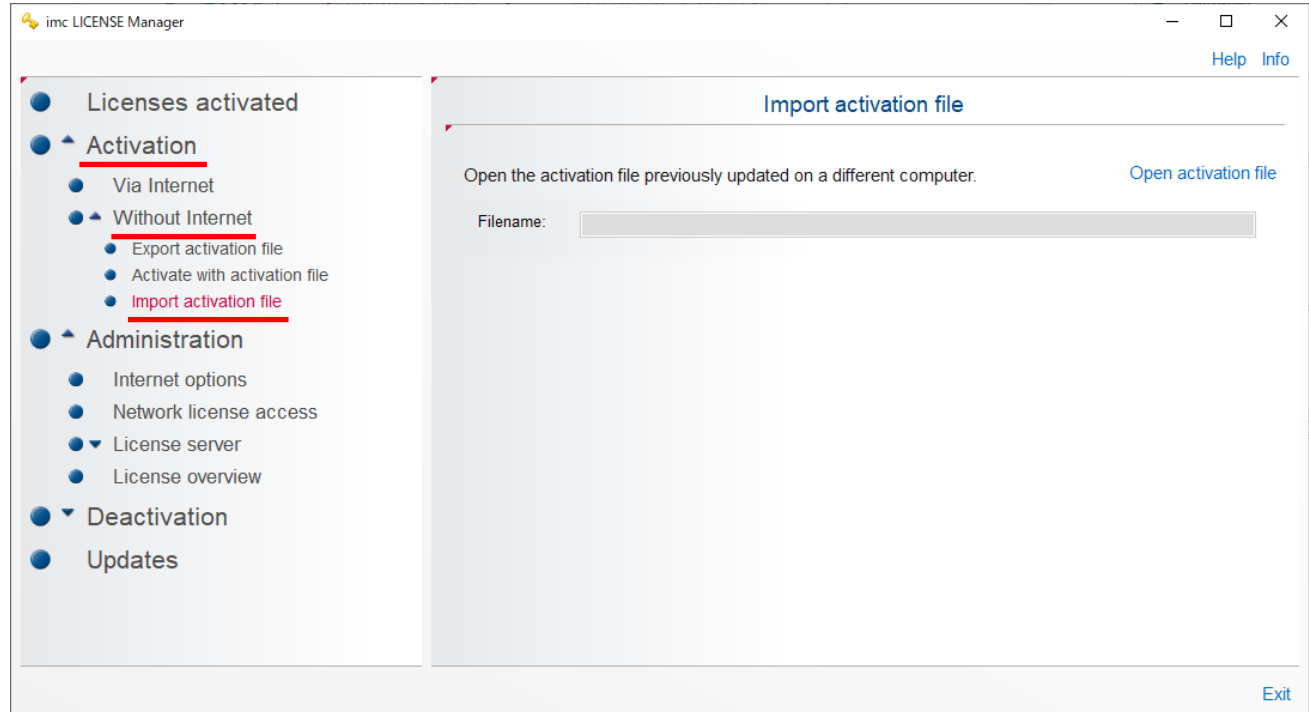 imc LICENSE Manager
Help Info
Licenses activated
Activation
Via Internet
Without Internet
Export activation file
Activate with activation file
Import activation file
Administration
Internet options
Network license access
License server
License overview
Deactivation
Updates
Import activation file
Open the activation file previously updated on a different computer.
Open activation file
Filename:
Exit